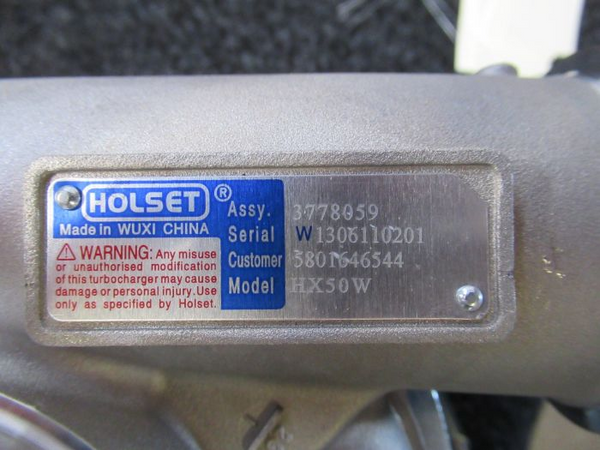 HOLSET ®
Made in WUXI CHINA
WARNING: Any misuse
or unauthorised modification
of this turbocharger may cause
damage or personal injury. Use
only as specified by Holset.
Assy. 3778059
Serial W1306110201
Customer 5801646544
Model HX50W